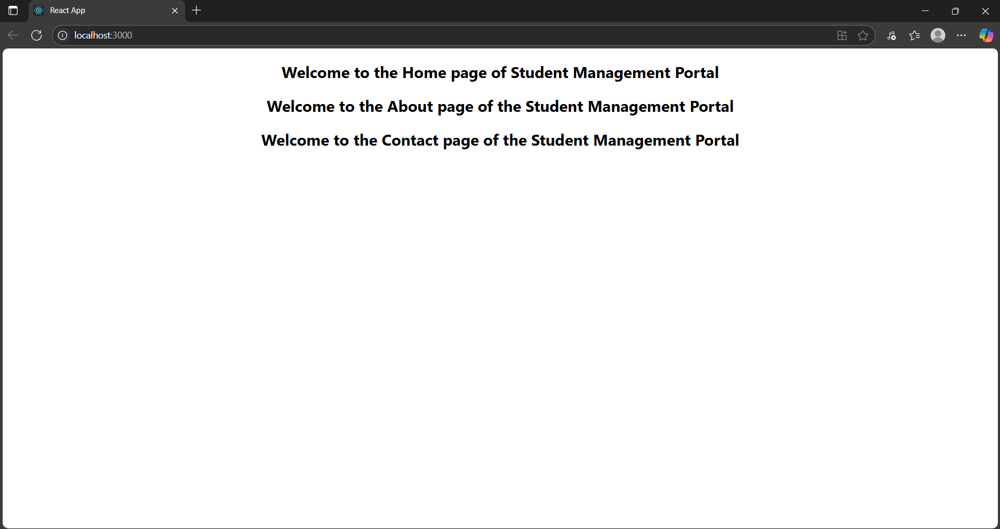 React App
localhost:3000
Welcome to the Home page of Student Management Portal
Welcome to the About page of the Student Management Portal
Welcome to the Contact page of the Student Management Portal